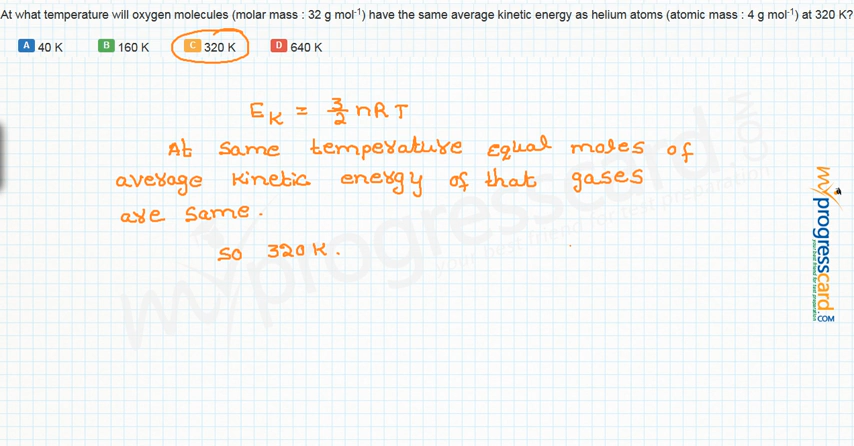 At what temperature will oxygen molecules (molar mass : 32 g mol⁻¹) have the same average kinetic energy as helium atoms (atomic mass : 4 g mol⁻¹) at 320 K?
A 40 K B 160 K C 320 K D 640 K
E_K = 3/2 nRT
At same temperature equal moles of
average kinetic energy of that gases
are same.
so 320K.
myprogresscard.COM